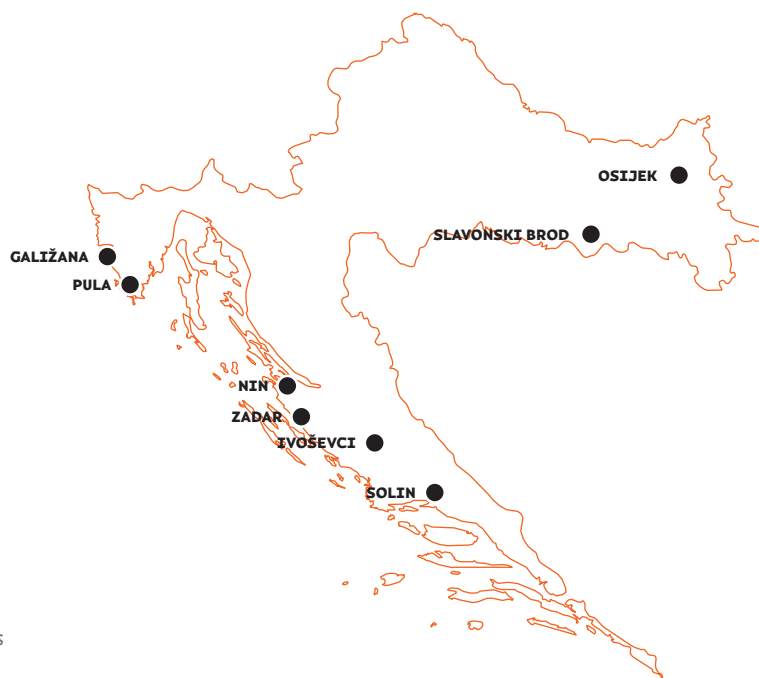 OSIJEK
SLAVONSKI BROD
GALIŽANA
PULA
NIN
ZADAR
IVOŠEVCI
SOLIN
s